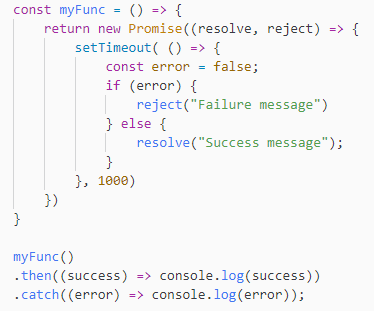 const myFunc = () => {
    return new Promise((resolve, reject) => {
        setTimeout( () => {
            const error = false;
            if (error) {
                reject("Failure message")
            } else {
                resolve("Success message");
            }
        }, 1000)
    })
}

myFunc()
.then((success) => console.log(success))
.catch((error) => console.log(error));